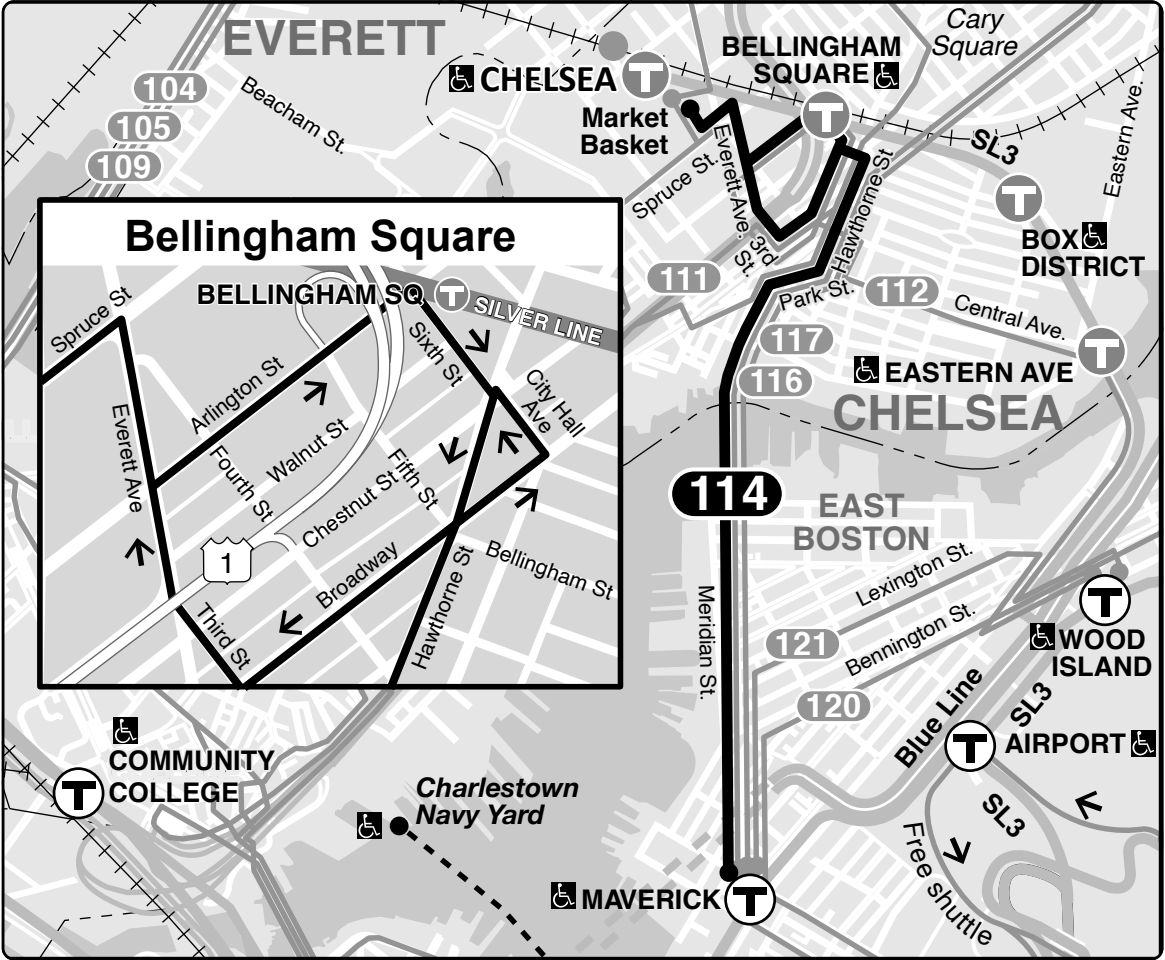 EVERETT
104
105
109
Beacham St.
CHELSEA
T
Market
Basket
BELLINGHAM
SQUARE
T
Cary
Square
Eastern Ave.
SL3
T
BOX
DISTRICT
Spruce St.
Everett Ave.
3rd
St.
Hawthorne St
111
Park St.
112
Central Ave.
117
116
T
EASTERN AVE
CHELSEA
Bellingham Square
BELLINGHAM SQ
T
SILVER LINE
Spruce St
Sixth St
City Hall
Ave
Arlington St
Everett Ave
Fourth St
Walnut St
Fifth St
Chestnut St
1
Broadway
Bellingham St
Third St
Hawthorne St
114
EAST
BOSTON
Lexington St.
Bennington St.
Meridian St.
121
120
T
WOOD
ISLAND
Blue Line
SL3
T
AIRPORT
SL3
Free shuttle
T
COMMUNITY
COLLEGE
Charlestown
Navy Yard
MAVERICK
T